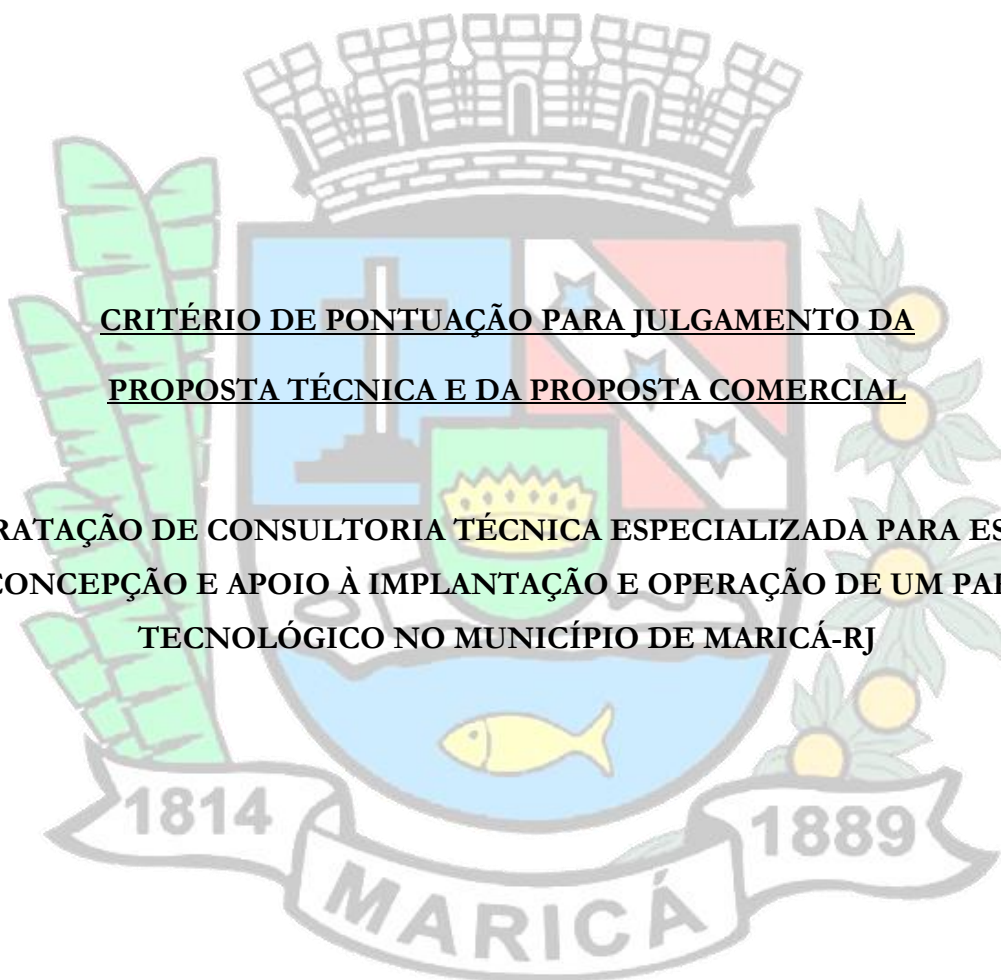 CRITÉRIO DE PONTUAÇÃO PARA JULGAMENTO DA
PROPOSTA TÉCNICA E DA PROPOSTA COMERCIAL
RATAÇÃO DE CONSULTORIA TÉCNICA ESPECIALIZADA PARA ES
CONCEPÇÃO E APOIO À IMPLANTAÇÃO E OPERAÇÃO DE UM PA
TECNOLÓGICO NO MUNICÍPIO DE MARICÁ-RJ
1814
1889
MARICÁ